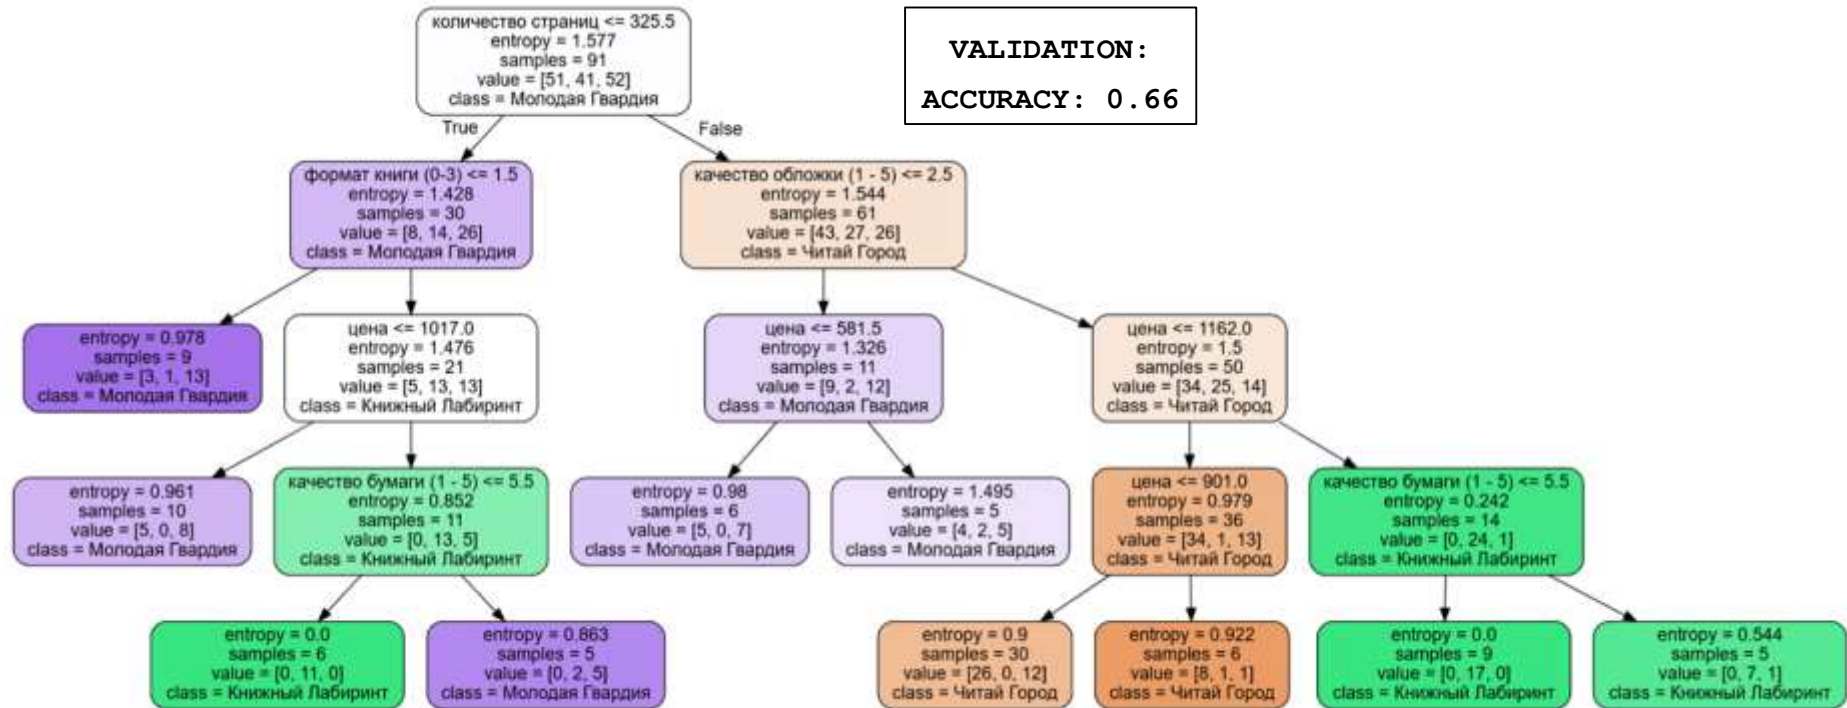 количество страниц <= 325.5
entropy = 1.577
samples = 91
value = [51, 41, 52]
class = Молодая Гвардия
VALIDATION:
ACCURACY: 0.66
True
False
формат книги (0-3) <= 1.5
entropy = 1.428
samples = 30
value = [8, 14, 26]
class = Молодая Гвардия
качество обложки (1 - 5) <= 2.5
entropy = 1.544
samples = 61
value = [43, 27, 26]
class = Читай Город
entropy = 0.978
samples = 9
value = [3, 1, 13]
class = Молодая Гвардия
цена <= 1017.0
entropy = 1.476
samples = 21
value = [5, 13, 13]
class = Книжный Лабиринт
цена <= 581.5
entropy = 1.326
samples = 11
value = [9, 2, 12]
class = Молодая Гвардия
цена <= 1162.0
entropy = 1.5
samples = 50
value = [34, 25, 14]
class = Читай Город
entropy = 0.961
samples = 10
value = [5, 0, 8]
class = Молодая Гвардия
качество бумаги (1 - 5) <= 5.5
entropy = 0.852
samples = 11
value = [0, 13, 5]
class = Книжный Лабиринт
entropy = 0.98
samples = 6
value = [5, 0, 7]
class = Молодая Гвардия
entropy = 1.495
samples = 5
value = [4, 2, 5]
class = Молодая Гвардия
цена <= 901.0
entropy = 0.979
samples = 36
value = [34, 1, 13]
class = Читай Город
качество бумаги (1 - 5) <= 5.5
entropy = 0.242
samples = 14
value = [0, 24, 1]
class = Книжный Лабиринт
entropy = 0.0
samples = 6
value = [0, 11, 0]
class = Книжный Лабиринт
entropy = 0.863
samples = 5
value = [0, 2, 5]
class = Молодая Гвардия
entropy = 0.9
samples = 30
value = [26, 0, 12]
class = Читай Город
entropy = 0.922
samples = 6
value = [8, 1, 1]
class = Читай Город
entropy = 0.0
samples = 9
value = [0, 17, 0]
class = Книжный Лабиринт
entropy = 0.544
samples = 5
value = [0, 7, 1]
class = Книжный Лабиринт